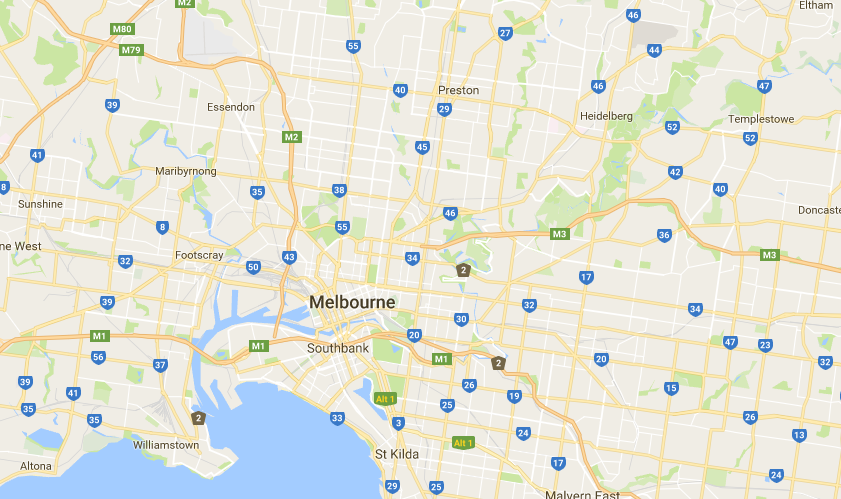 M2
Eltham
46
M80
27
55
M79
44
46
47
40
Preston
39
Essendon
29
Heidelberg
Templestowe
52
M2
52
45
41
Maribyrnong
42
8
35
38
40
Sunshine
46
Doncaste
8
55
M3
36
ne West
Footscray
43
34
M3
32
50
2
17
39
Melbourne
32
34
30
M1
20
47
23
M1
Southbank
56
M1
2
20
32
37
39
41
26
15
Alt 1
19
35
25
35
2
33
3
26
24
13
Williamstown
Alt 1
St Kilda
Altona
17
24
29
25
Malvern East